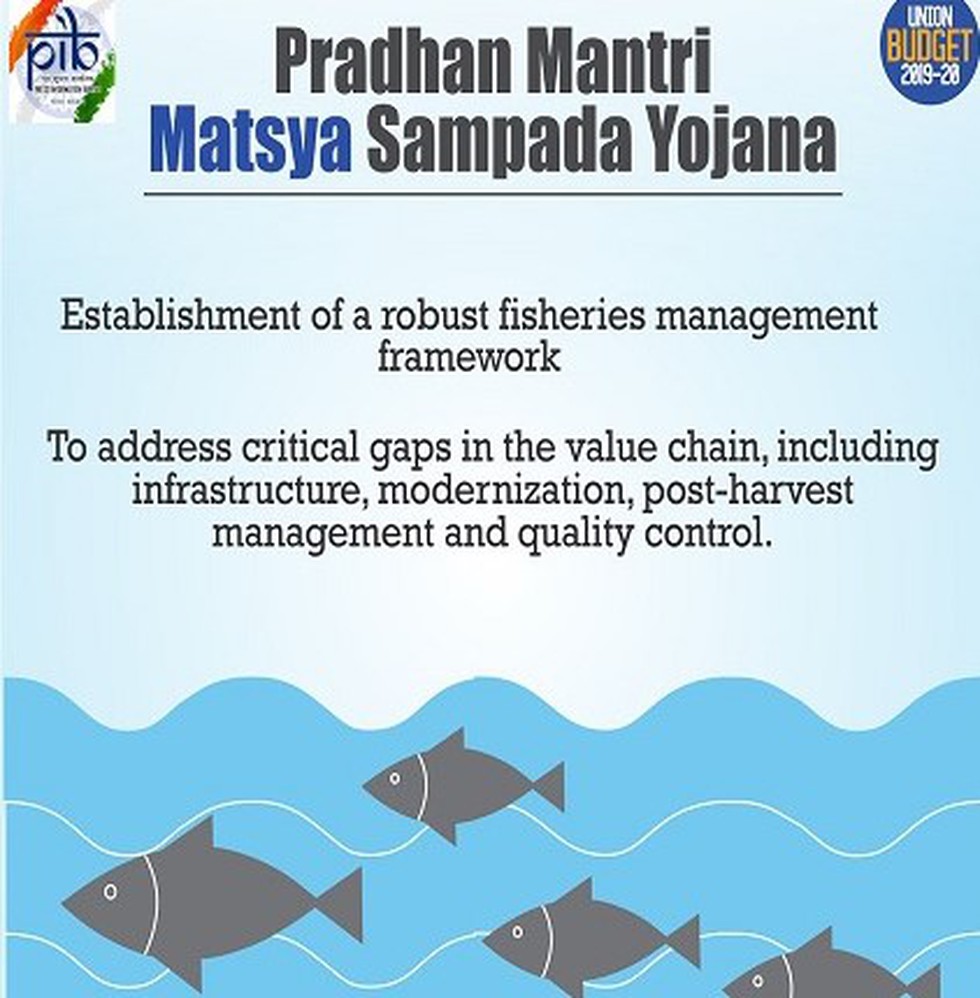 pib
UNION
BUDGET
2019-20
Pradhan Mantri
Matsya Sampada Yojana
Establishment of a robust fisheries management
framework
To address critical gaps in the value chain, including
infrastructure, modernization, post-harvest
management and quality control.